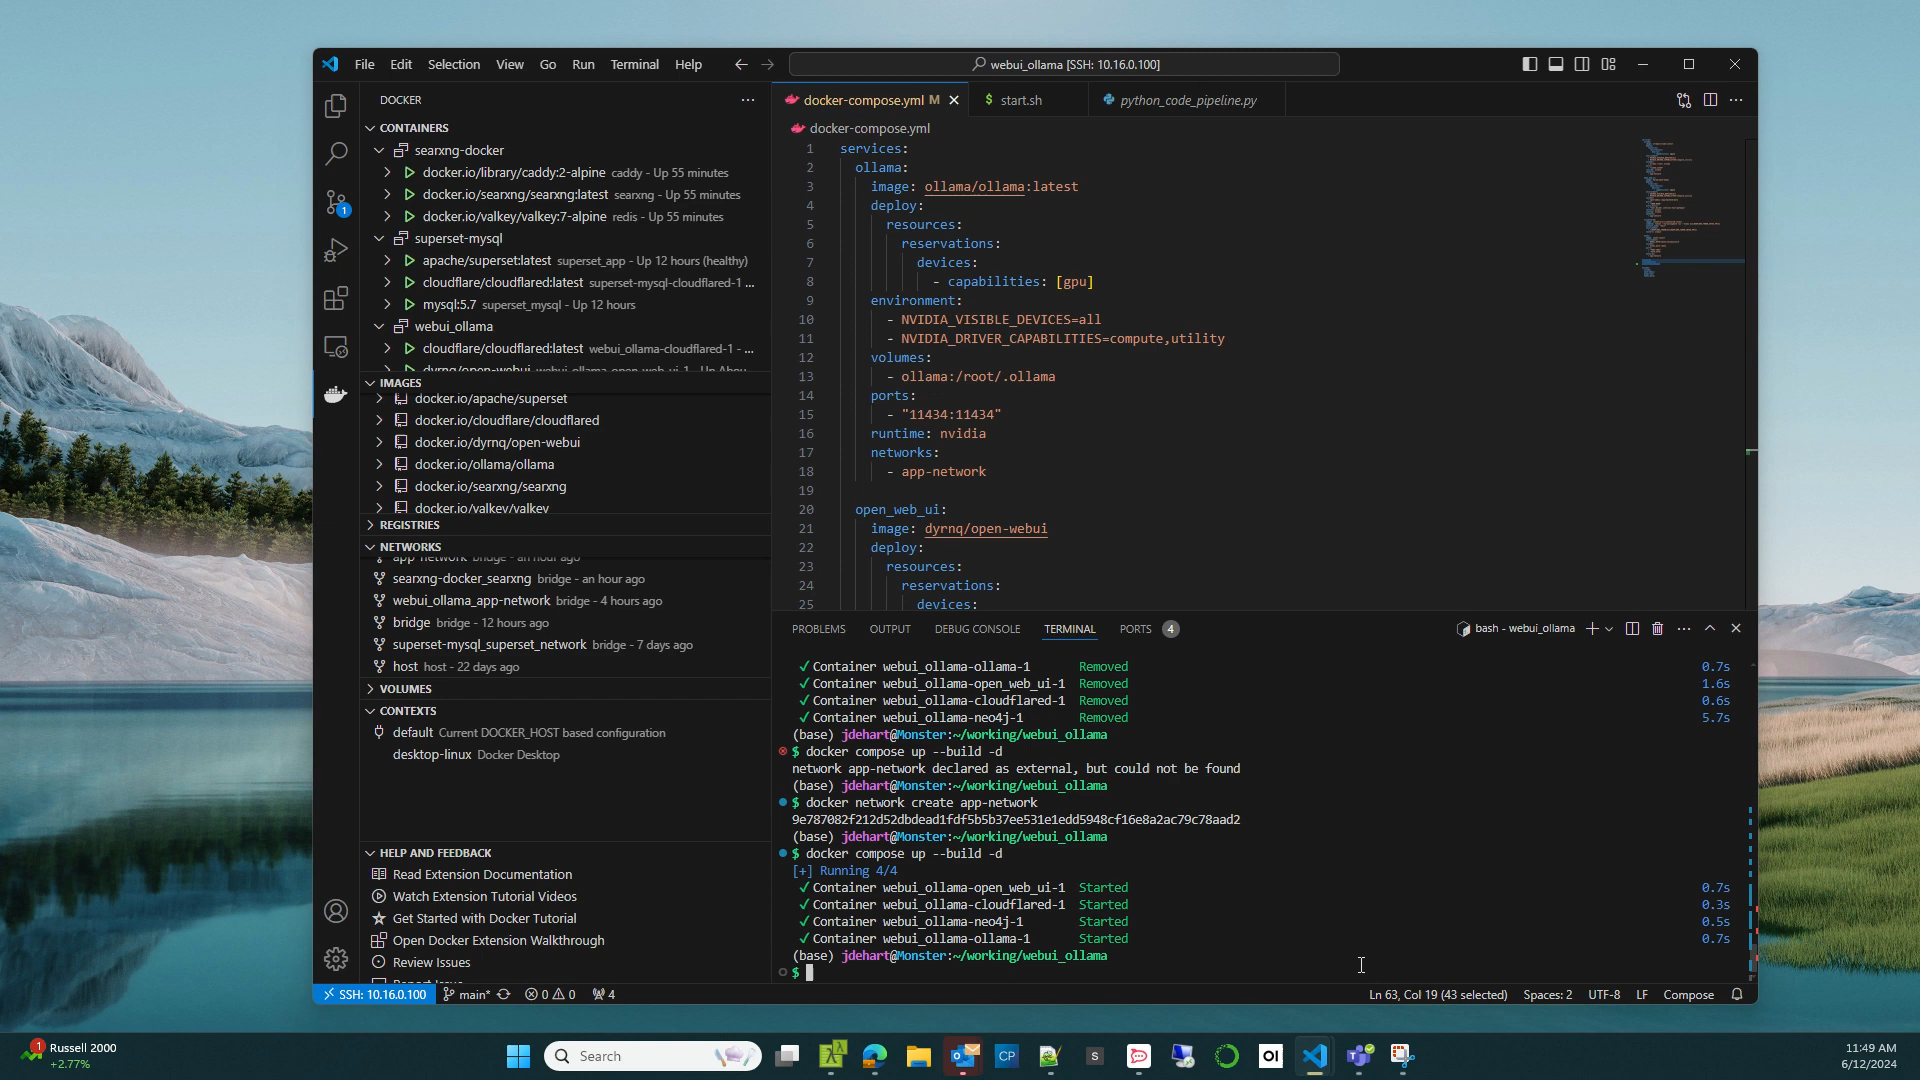 File Edit Selection View Go Run Terminal Help
webui_ollama [SSH: 10.16.0.100]
DOCKER
docker-compose.yml M
start.sh
python_code_pipeline.py
CONTAINERS
searxng-docker
docker.io/library/caddy:2-alpine caddy - Up 55 minutes
docker.io/searxng/searxng:latest searxng - Up 55 minutes
docker.io/valkey/valkey:7-alpine redis - Up 55 minutes
superset-mysql
apache/superset:latest superset_app - Up 12 hours (healthy)
cloudflare/cloudflared:latest superset-mysql-cloudflared-1 ...
mysql:5.7 superset_mysql - Up 12 hours
webui_ollama
cloudflare/cloudflared:latest webui_ollama-cloudflared-1 - ...
dyrnq/open-webui webui_ollama-open_web_ui-1 - Up Abou...
IMAGES
docker.io/apache/superset
docker.io/cloudflare/cloudflared
docker.io/dyrnq/open-webui
docker.io/ollama/ollama
docker.io/searxng/searxng
docker.io/valkey/valkey
REGISTRIES
NETWORKS
app-network bridge - an hour ago
searxng-docker_searxng bridge - an hour ago
webui_ollama_app-network bridge - 4 hours ago
bridge bridge - 12 hours ago
superset-mysql_superset_network bridge - 7 days ago
host host - 22 days ago
VOLUMES
CONTEXTS
default Current DOCKER_HOST based configuration
desktop-linux Docker Desktop
HELP AND FEEDBACK
Read Extension Documentation
Watch Extension Tutorial Videos
Get Started with Docker Tutorial
Open Docker Extension Walkthrough
Review Issues
1
docker-compose.yml
1 services:
2 ollama:
3 image: ollama/ollama:latest
4 deploy:
5 resources:
6 reservations:
7 devices:
8 - capabilities: [gpu]
9 environment:
10 - NVIDIA_VISIBLE_DEVICES=all
11 - NVIDIA_DRIVER_CAPABILITIES=compute,utility
12 volumes:
13 - ollama:/root/.ollama
14 ports:
15 - "11434:11434"
16 runtime: nvidia
17 networks:
18 - app-network
19
20 open_web_ui:
21 image: dyrnq/open-webui
22 deploy:
23 resources:
24 reservations:
25 devices:
PROBLEMS OUTPUT DEBUG CONSOLE TERMINAL PORTS 4
bash - webui_ollama
✓ Container webui_ollama-ollama-1 Removed 0.7s
✓ Container webui_ollama-open_web_ui-1 Removed 1.6s
✓ Container webui_ollama-cloudflared-1 Removed 0.6s
✓ Container webui_ollama-neo4j-1 Removed 5.7s
(base) jdehart@Monster:~/working/webui_ollama
$ docker compose up --build -d
network app-network declared as external, but could not be found
(base) jdehart@Monster:~/working/webui_ollama
$ docker network create app-network
9e787082f212d52dbdead1fdf5b5b37ee531e1edd5948cf16e8a2ac79c78aad2
(base) jdehart@Monster:~/working/webui_ollama
$ docker compose up --build -d
[+] Running 4/4
✓ Container webui_ollama-open_web_ui-1 Started 0.7s
✓ Container webui_ollama-cloudflared-1 Started 0.3s
✓ Container webui_ollama-neo4j-1 Started 0.5s
✓ Container webui_ollama-ollama-1 Started 0.7s
(base) jdehart@Monster:~/working/webui_ollama
$
SSH: 10.16.0.100 main* 0 0 4
Ln 63, Col 19 (43 selected) Spaces: 2 UTF-8 LF Compose
1
Russell 2000
+2.77%
Search
CP
S
OI
11:49 AM
6/12/2024